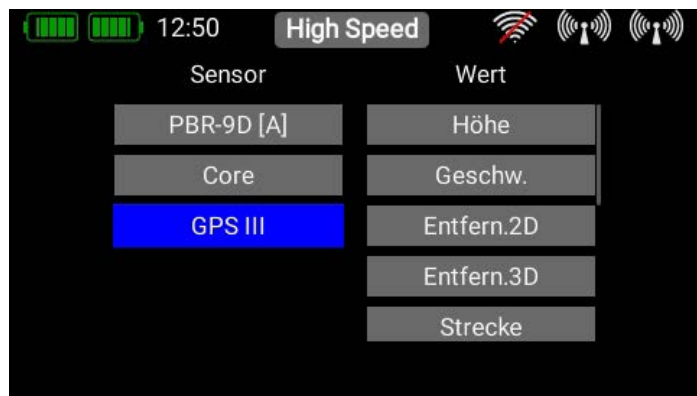 12:50 High Speed
Sensor Wert
PBR-9D [A] Höhe
Core Geschw.
GPS III Entfern.2D
Entfern.3D
Strecke